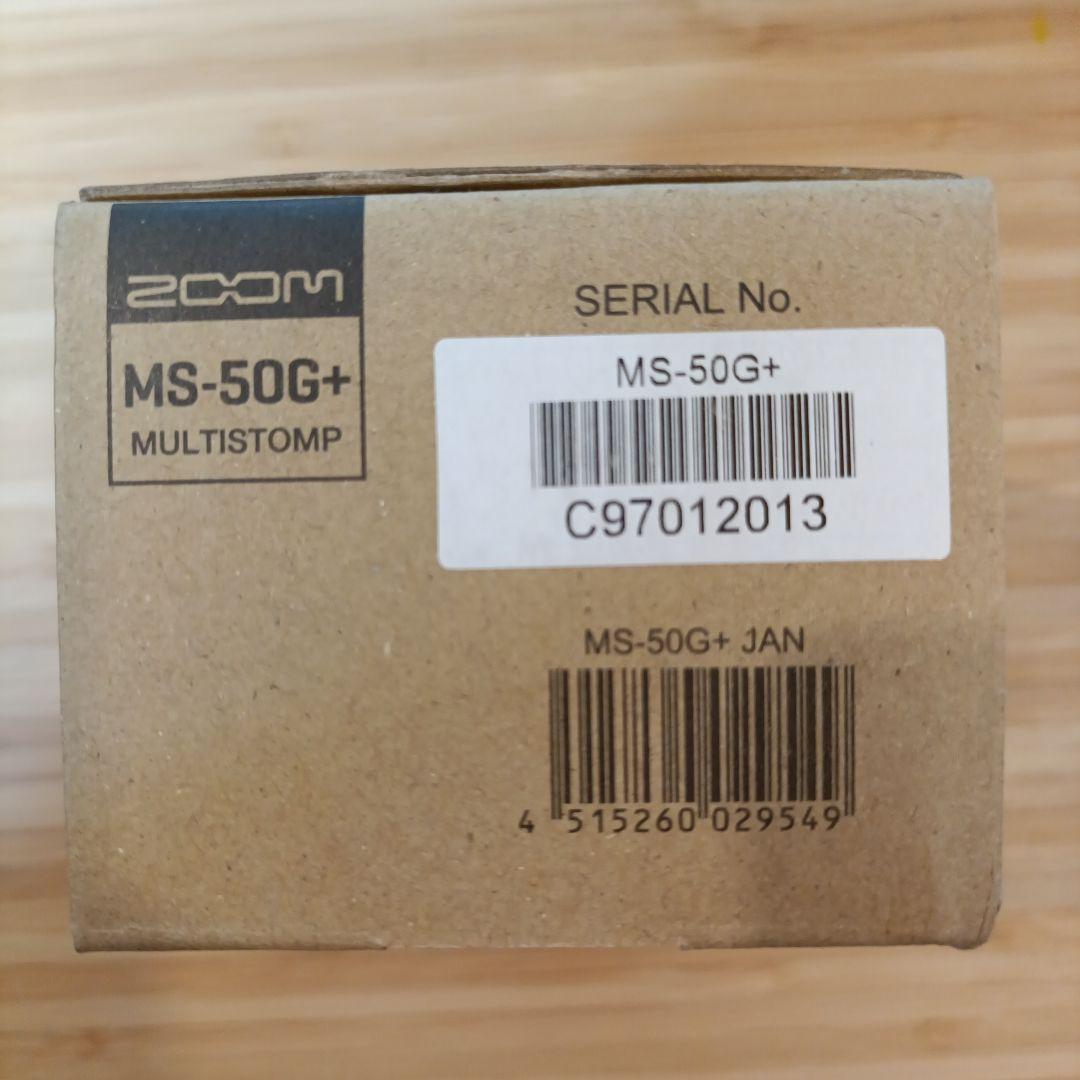 ZOOM
MS-50G+
MULTISTOMP
SERIAL No.
MS-50G+
C97012013
MS-50G+ JAN
4 515260 029549